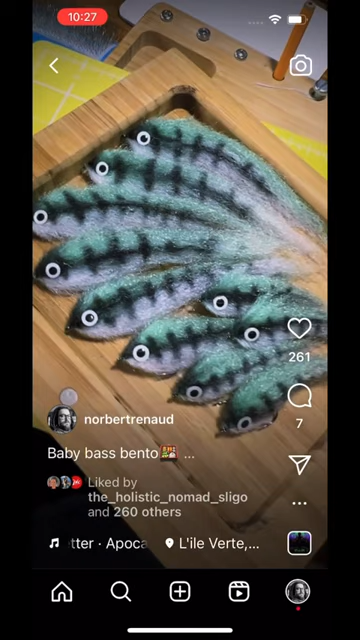 10:27
261
norbertrenaud
7
Baby bass bento🍱 ...
Liked by
the_holistic_nomad_sligo
and 260 others
tter · Apoca
L'ile Verte,...